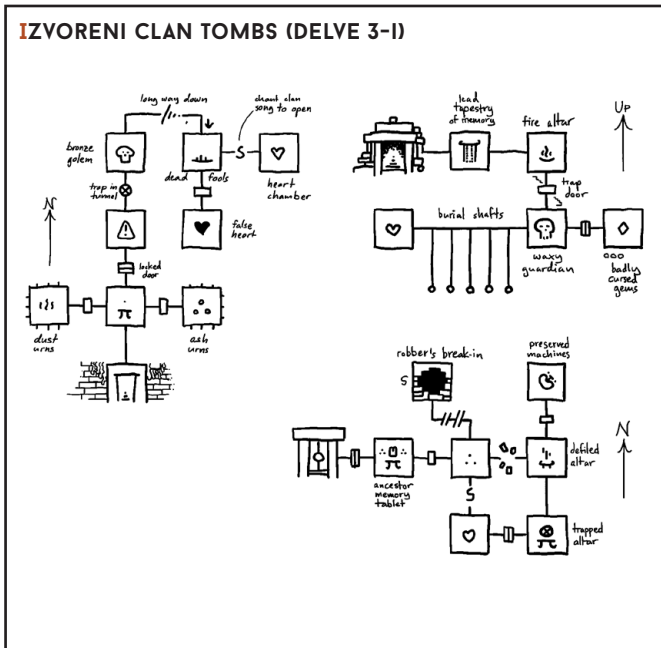 IZVORENI CLAN TOMBS (DELVE 3-I)
long way down
chant clan
song to open
bronze
golem
S
dead fools
heart
chamber
trap in
tunnel
N
false
heart
locked
door
dust
urns
ash
urns
lead
tapestry
of memory
fire altar
UP
trap
door
burial shafts
waxy
guardian
badly
cursed
gems
robber's break-in
S
preserved
machines
N
defiled
altar
ancestor
memory
tablet
S
trapped
altar